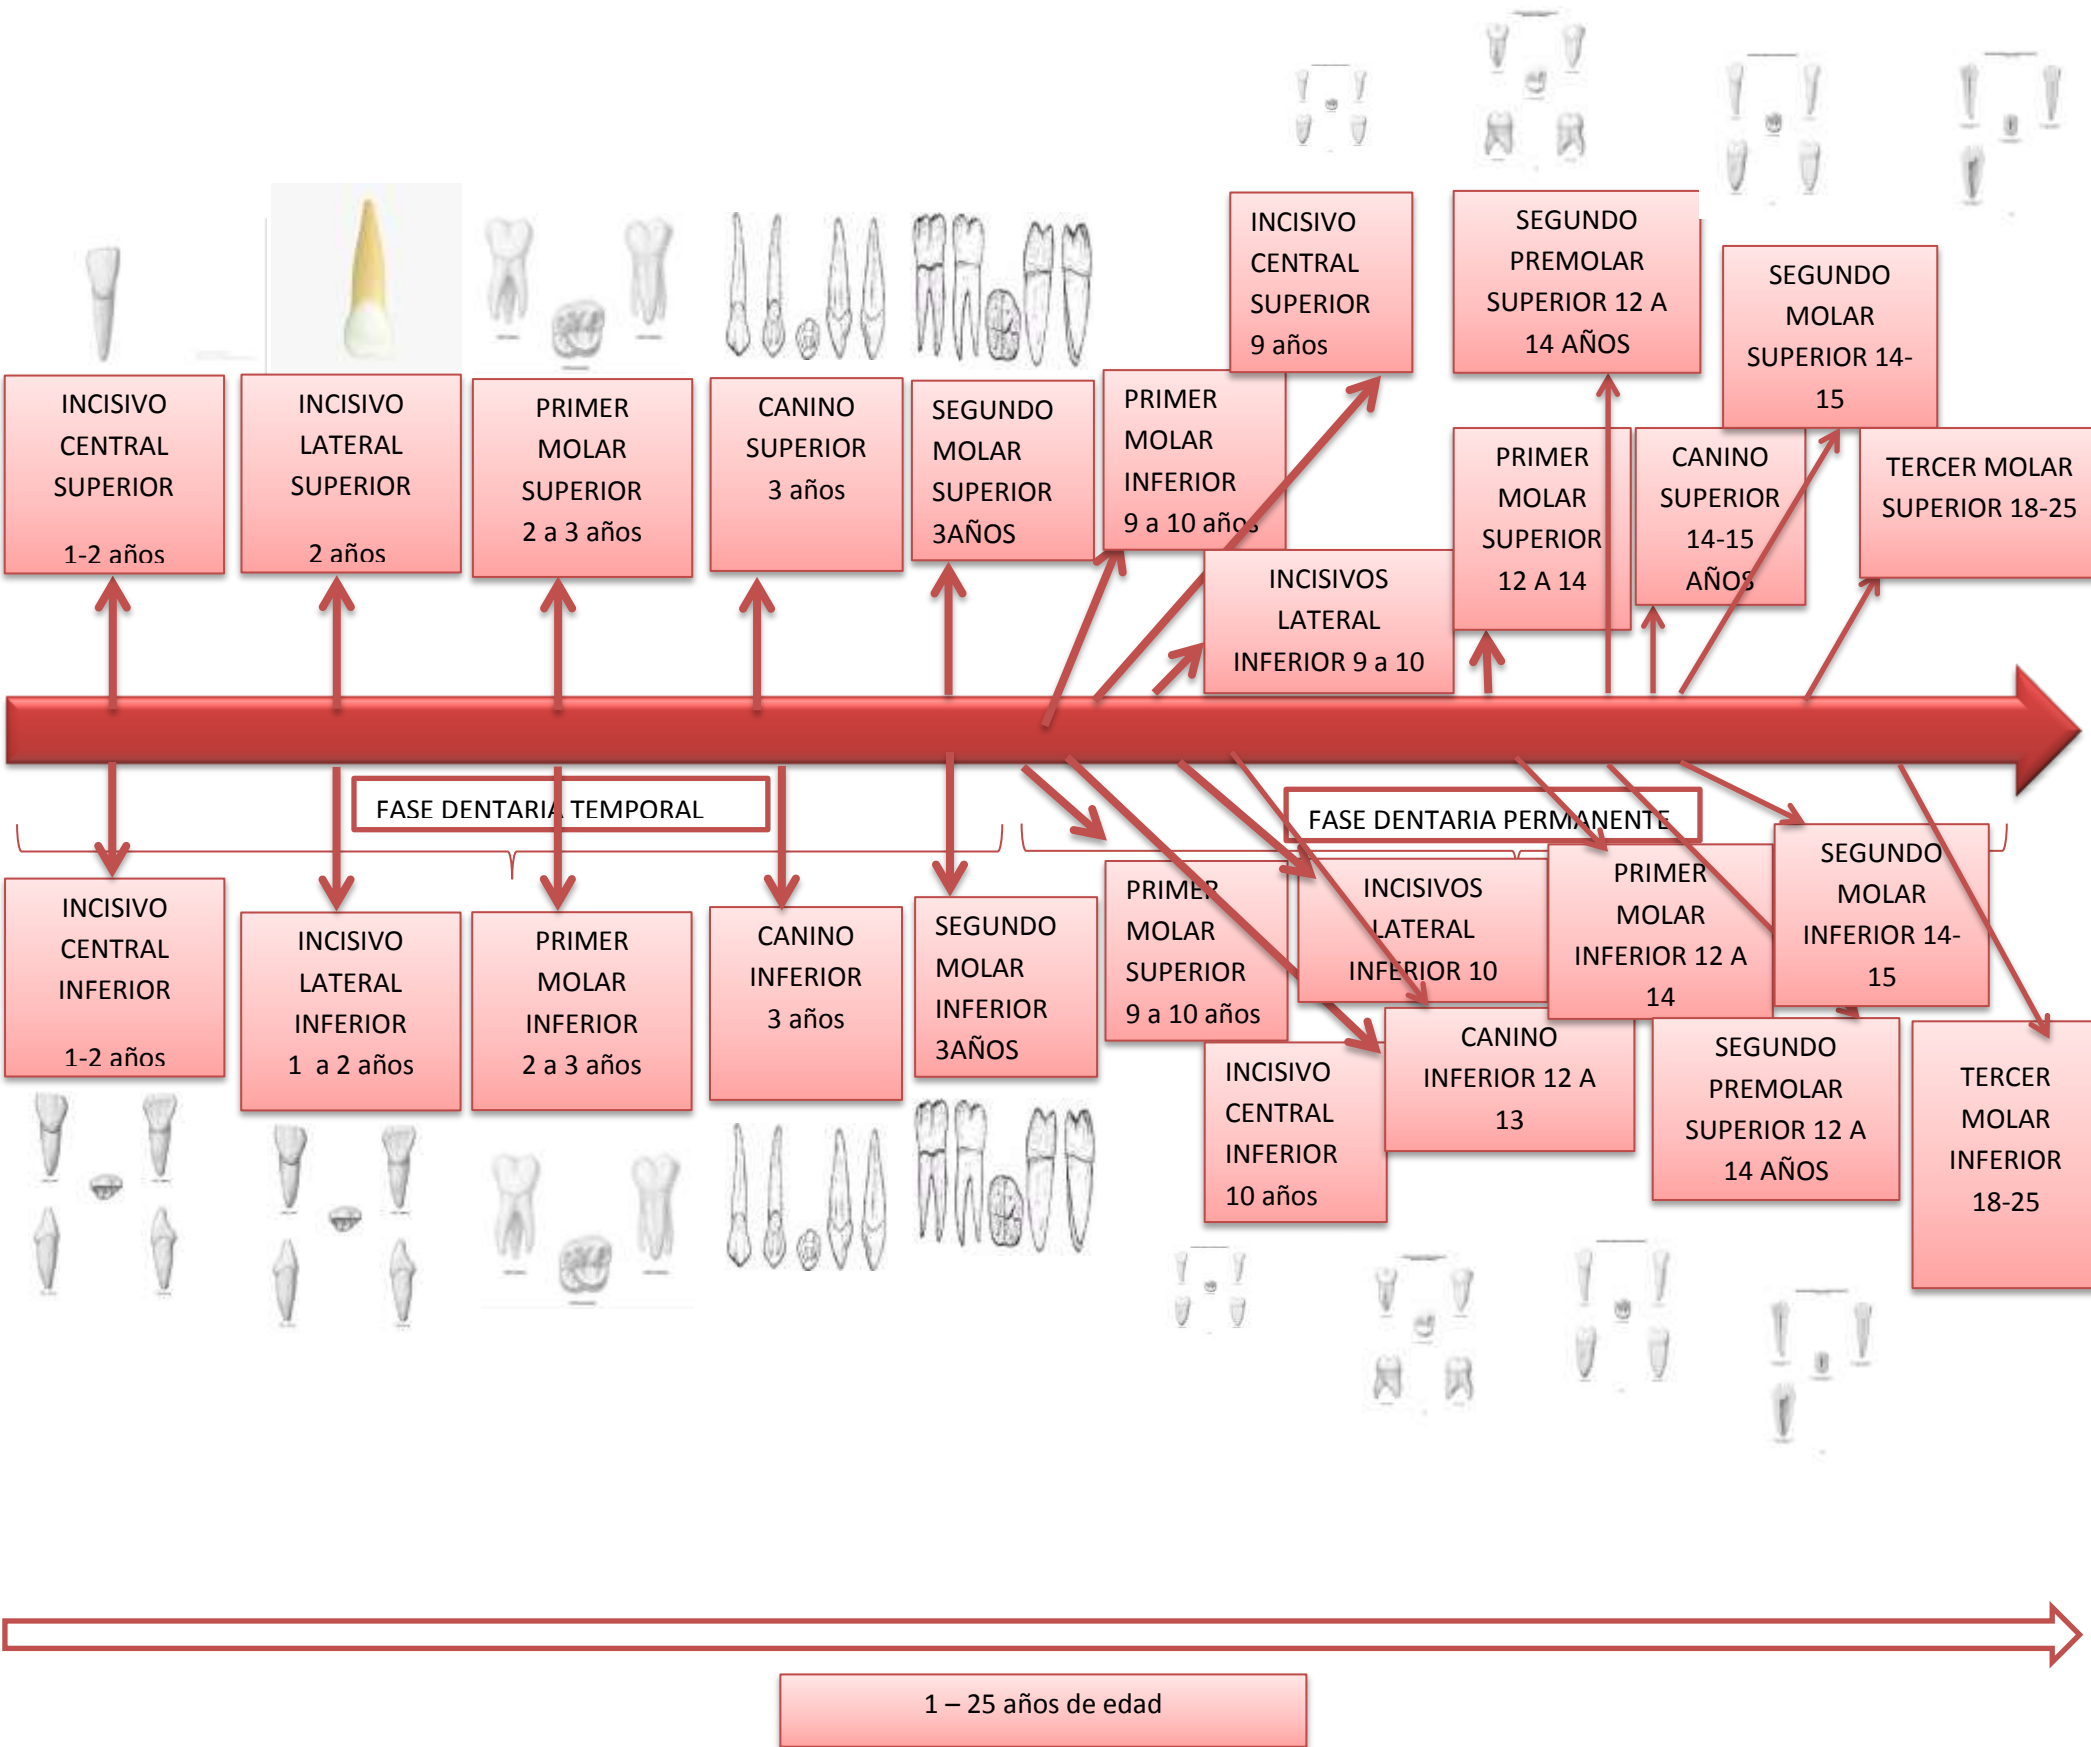 INCISIVO
CENTRAL
SUPERIOR
9 años
SEGUNDO
PREMOLAR
SUPERIOR 12 A
14 AÑOS
SEGUNDO
MOLAR
SUPERIOR 14-
15
INCISIVO
CENTRAL
SUPERIOR
1-2 años
INCISIVO
LATERAL
SUPERIOR
2 años
PRIMER
MOLAR
SUPERIOR
2 a 3 años
CANINO
SUPERIOR
3 años
SEGUNDO
MOLAR
SUPERIOR
3AÑOS
PRIMER
MOLAR
INFERIOR
9 a 10 años
INCISIVOS
LATERAL
INFERIOR 9 a 10
PRIMER
MOLAR
SUPERIOR
12 A 14
CANINO
SUPERIOR
14-15
AÑOS
TERCER MOLAR
SUPERIOR 18-25
FASE DENTARIA TEMPORAL
FASE DENTARIA PERMANENTE
INCISIVO
CENTRAL
INFERIOR
1-2 años
INCISIVO
LATERAL
INFERIOR
1 a 2 años
PRIMER
MOLAR
INFERIOR
2 a 3 años
CANINO
INFERIOR
3 años
SEGUNDO
MOLAR
INFERIOR
3AÑOS
PRIMER
MOLAR
SUPERIOR
9 a 10 años
INCISIVO
CENTRAL
INFERIOR
10 años
INCISIVOS
LATERAL
INFERIOR 10
CANINO
INFERIOR 12 A
13
PRIMER
MOLAR
INFERIOR 12 A
14
SEGUNDO
PREMOLAR
SUPERIOR 12 A
14 AÑOS
SEGUNDO
MOLAR
INFERIOR 14-
15
TERCER
MOLAR
INFERIOR
18-25
1 – 25 años de edad